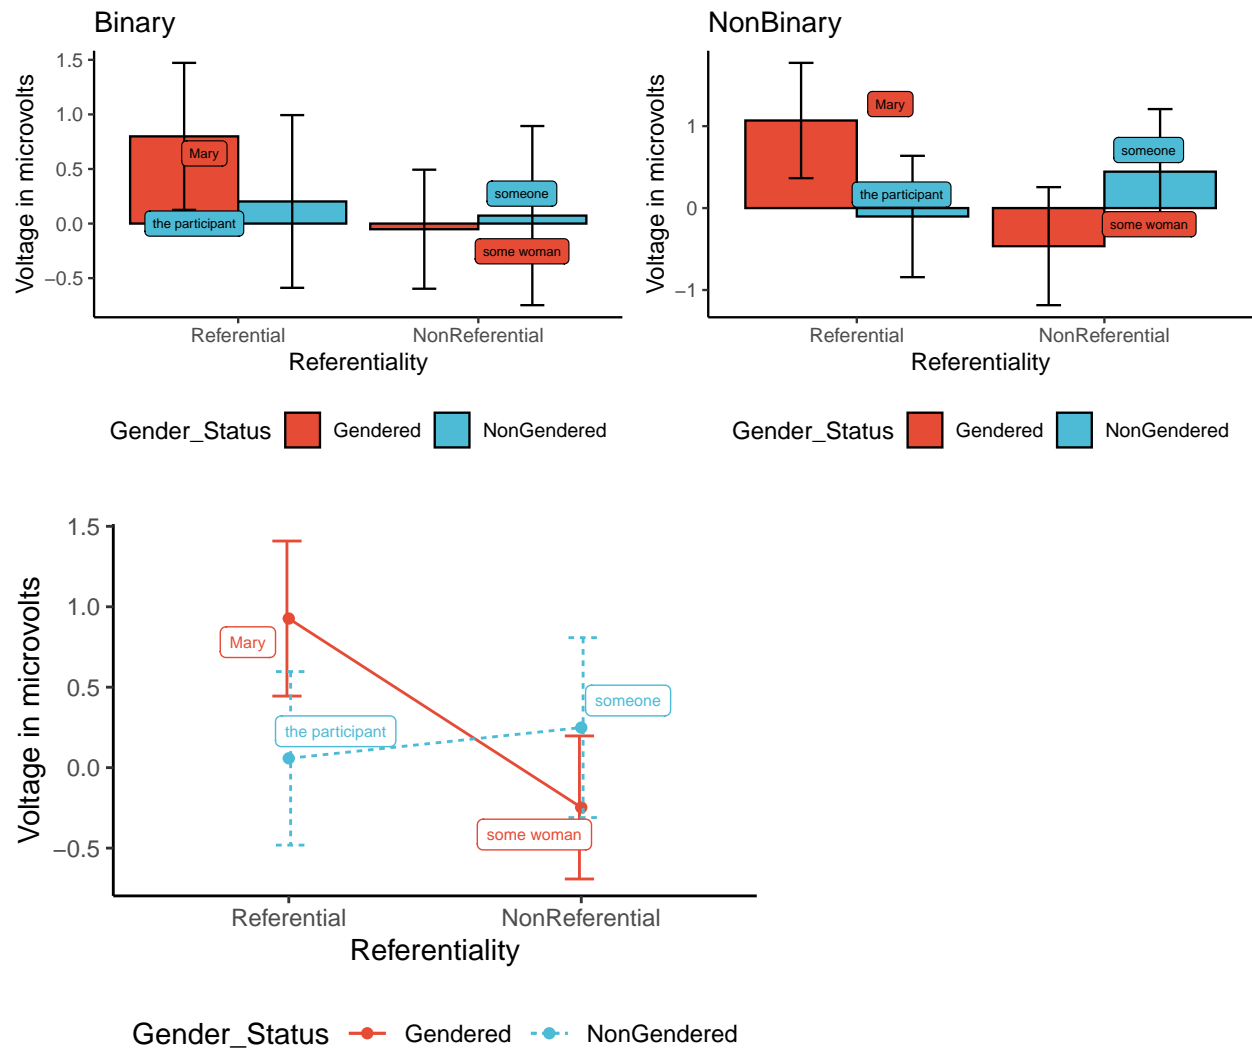 Binary
Voltage in microvolts
1.5
1.0
0.5
0.0
−0.5
Mary
the participant
someone
some woman
Referential
NonReferential
Referentiality
Gender_Status
Gendered
NonGendered
NonBinary
Voltage in microvolts
1
0
−1
Mary
the participant
someone
some woman
Referential
NonReferential
Referentiality
Gender_Status
Gendered
NonGendered
Voltage in microvolts
1.5
1.0
0.5
0.0
−0.5
Mary
the participant
someone
some woman
Referential
NonReferential
Referentiality
Gender_Status
Gendered
NonGendered